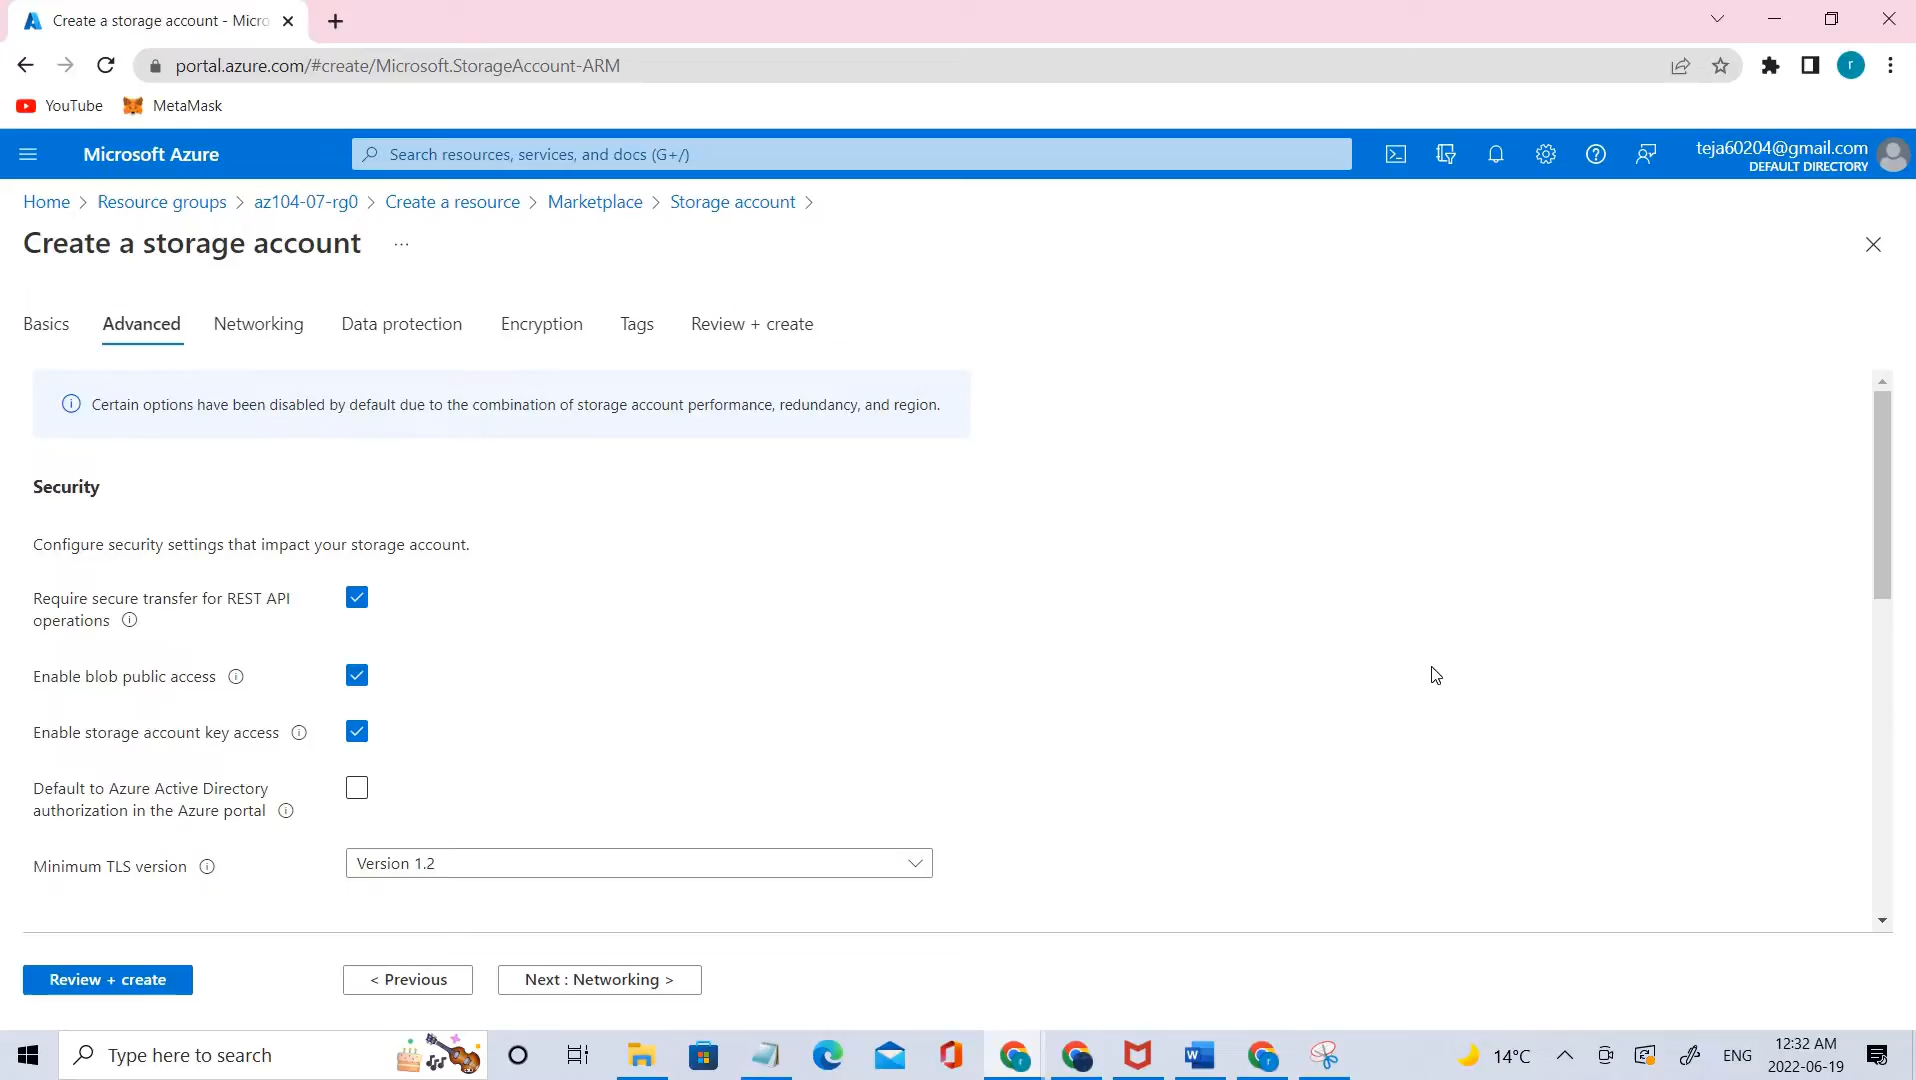 Create a storage account - Micro
portal.azure.com/#create/Microsoft.StorageAccount-ARM
r
YouTube
MetaMask
Microsoft Azure
Search resources, services, and docs (G+/)
teja60204@gmail.com
DEFAULT DIRECTORY
Home > Resource groups > az104-07-rg0 > Create a resource > Marketplace > Storage account >
Create a storage account ...
Basics
Advanced
Networking
Data protection
Encryption
Tags
Review + create
Certain options have been disabled by default due to the combination of storage account performance, redundancy, and region.
Security
Configure security settings that impact your storage account.
Require secure transfer for REST API
operations
Enable blob public access
Enable storage account key access
Default to Azure Active Directory
authorization in the Azure portal
Minimum TLS version
Version 1.2
Review + create
< Previous
Next : Networking >
Type here to search
14°C
ENG
12:32 AM
2022-06-19